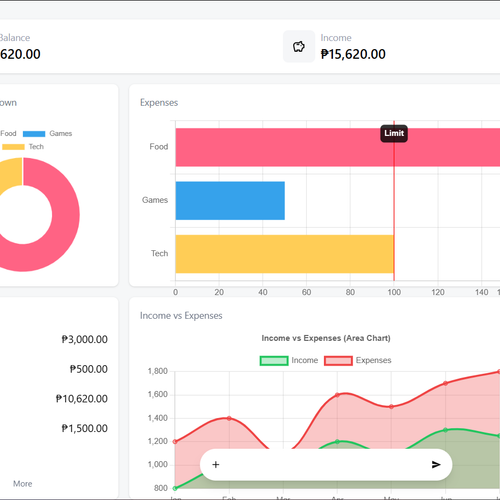 Balance
Income
620.00
₱15,620.00
own
Expenses
Food
Games
Tech
Limit
Food
Games
Tech
0
20
40
60
80
100
120
140
₱3,000.00
₱500.00
₱10,620.00
₱1,500.00
More
Income vs Expenses
Income vs Expenses (Area Chart)
Income
Expenses
1,800
1,600
1,400
1,200
1,000
800